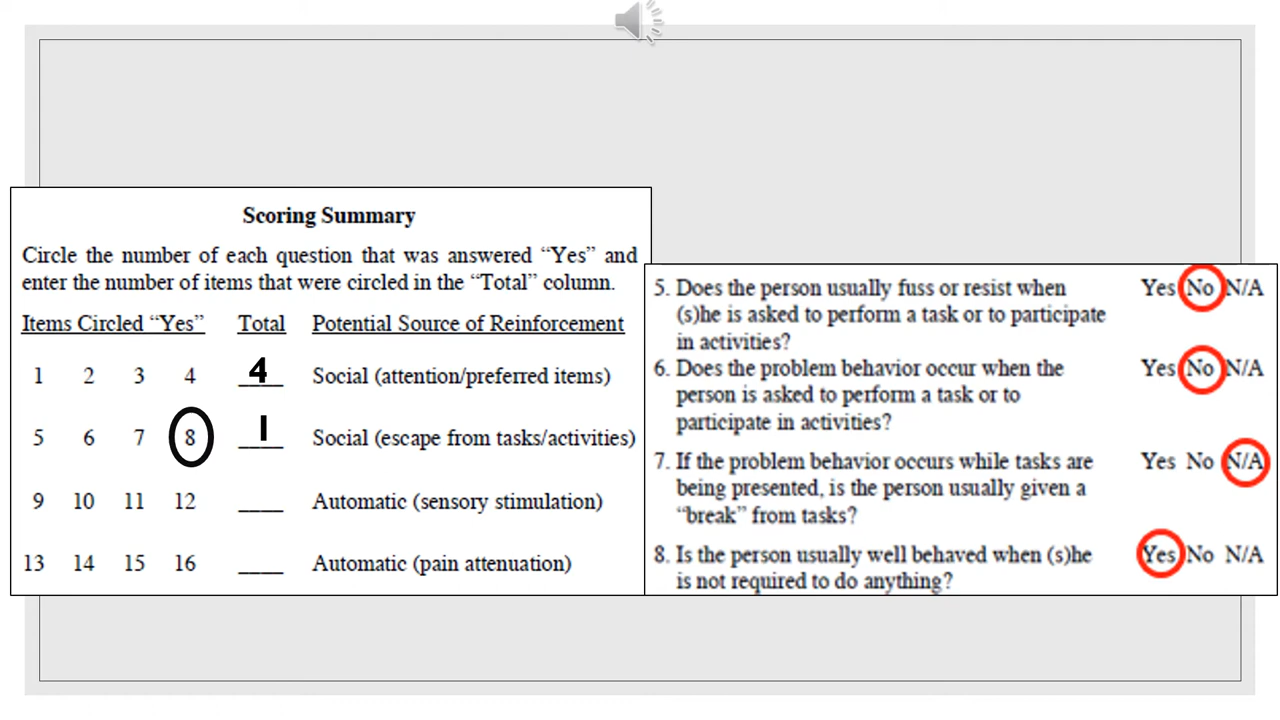 Scoring Summary
Circle the number of each question that was answered “Yes” and
enter the number of items that were circled in the “Total” column.
Items Circled “Yes” Total Potential Source of Reinforcement
1 2 3 4 4 Social (attention/preferred items)
5 6 7 8 1 Social (escape from tasks/activities)
9 10 11 12 ____ Automatic (sensory stimulation)
13 14 15 16 ____ Automatic (pain attenuation)
5. Does the person usually fuss or resist when Yes No N/A
(s)he is asked to perform a task or to participate
in activities?
6. Does the problem behavior occur when the Yes No N/A
person is asked to perform a task or to
participate in activities?
7. If the problem behavior occurs while tasks are Yes No N/A
being presented, is the person usually given a
“break” from tasks?
8. Is the person usually well behaved when (s)he Yes No N/A
is not required to do anything?